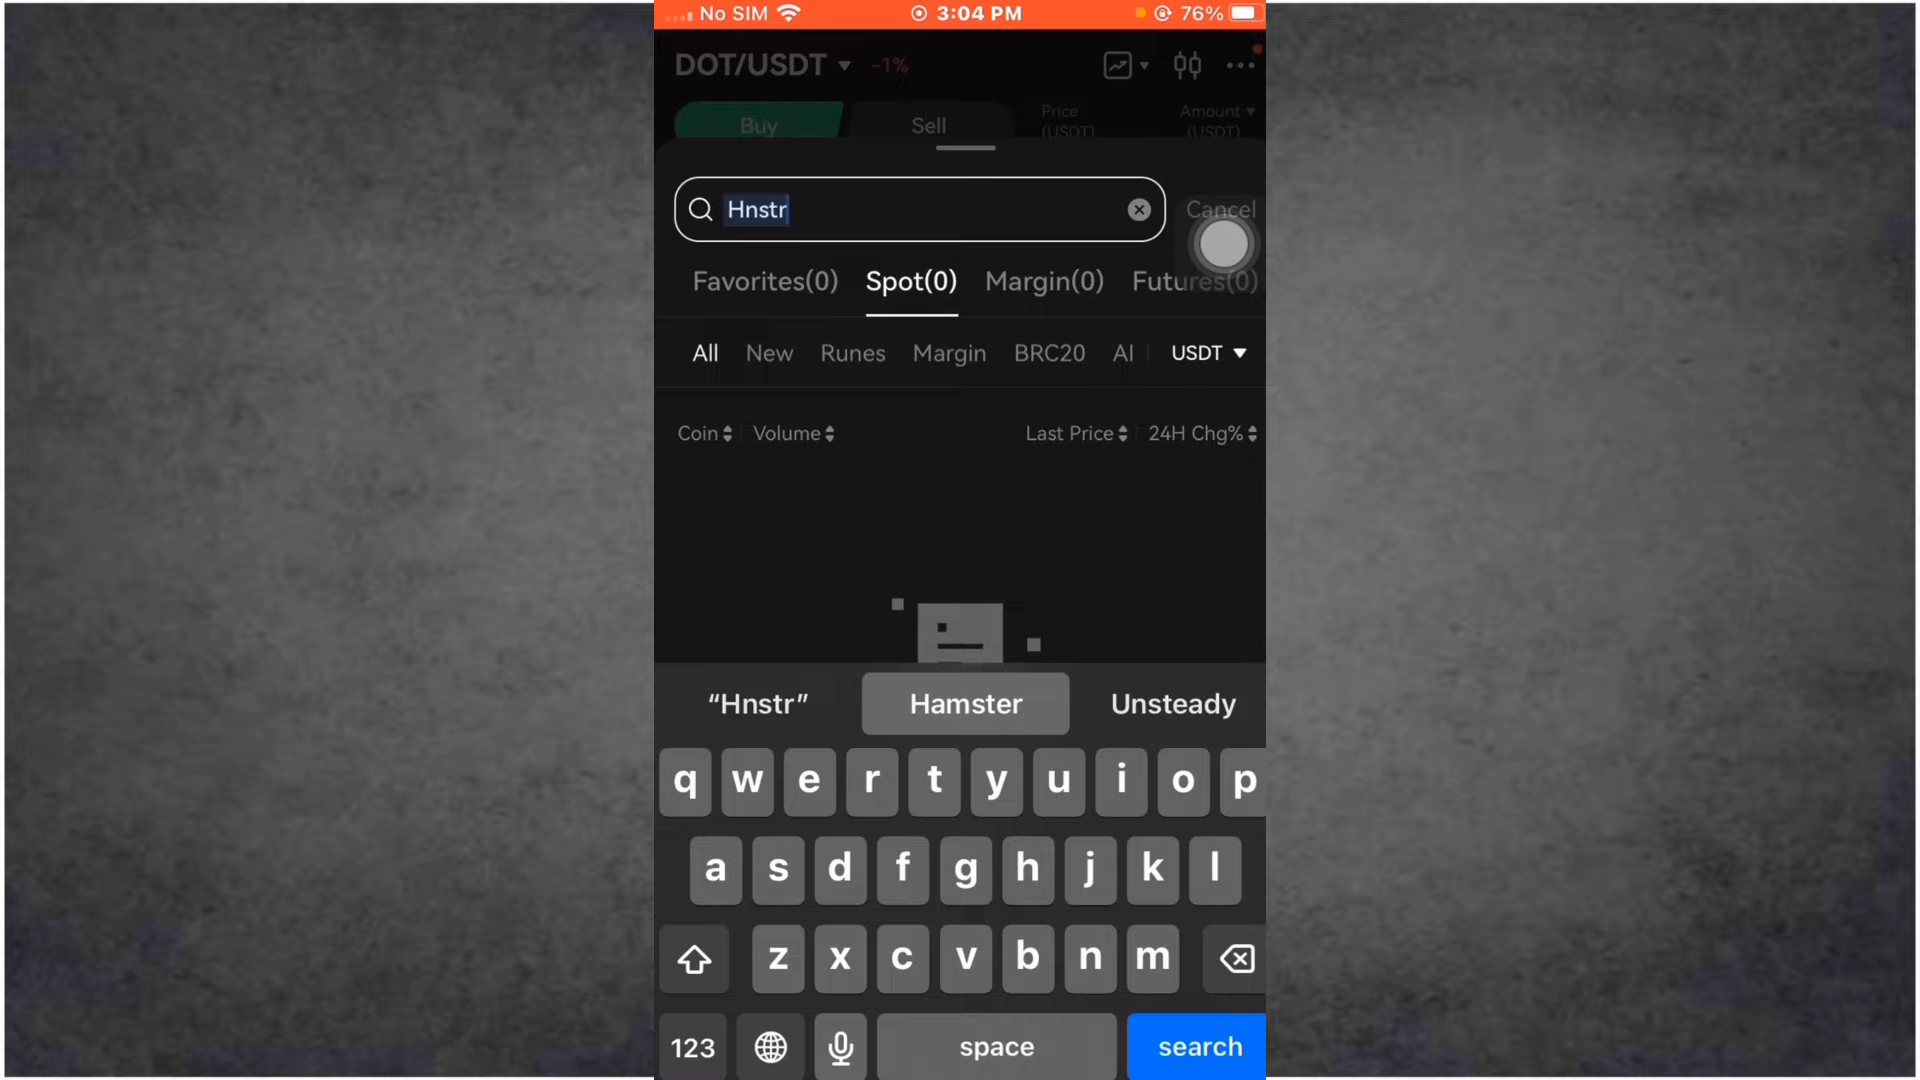 No SIM 3:04 PM 76%
DOT/USDT -1%
Buy Sell Price (USDT) Amount (USDT)
Hnstr Cancel
Favorites(0) Spot(0) Margin(0) Futures(0)
All New Runes Margin BRC20 AI USDT
Coin Volume Last Price 24H Chg%
“Hnstr” Hamster Unsteady
q w e r t y u i o p
a s d f g h j k l
z x c v b n m
123 space search